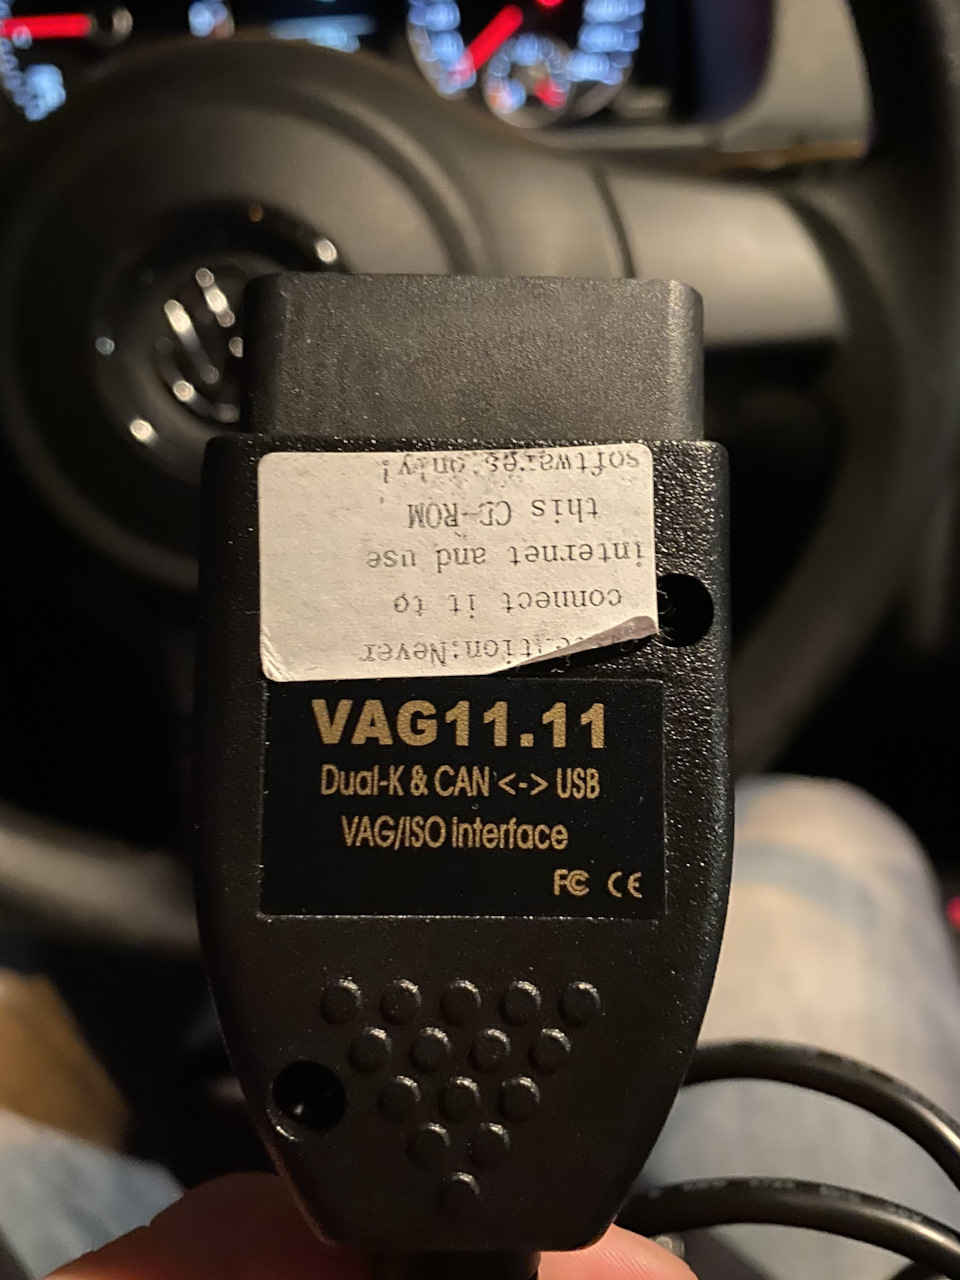 Attention:Never
connect it to
internet and use
this CD-ROM
softwares only!
VAG11.11
Dual-K & CAN <-> USB
VAG/ISO interface
FC CE